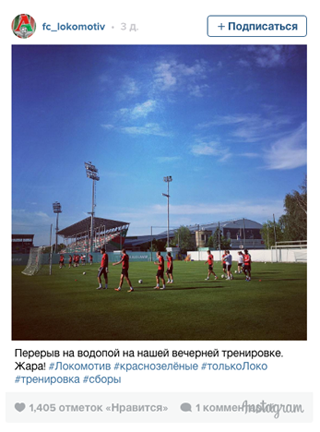 fc_lokomotiv • 3 д. + Подписаться
Перерыв на водопой на нашей вечерней тренировке.
Жара! #Локомотив #краснозелёные #толькоЛоко
#тренировка #сборы
1,405 отметок «Нравится» 1 коммент
Instagram